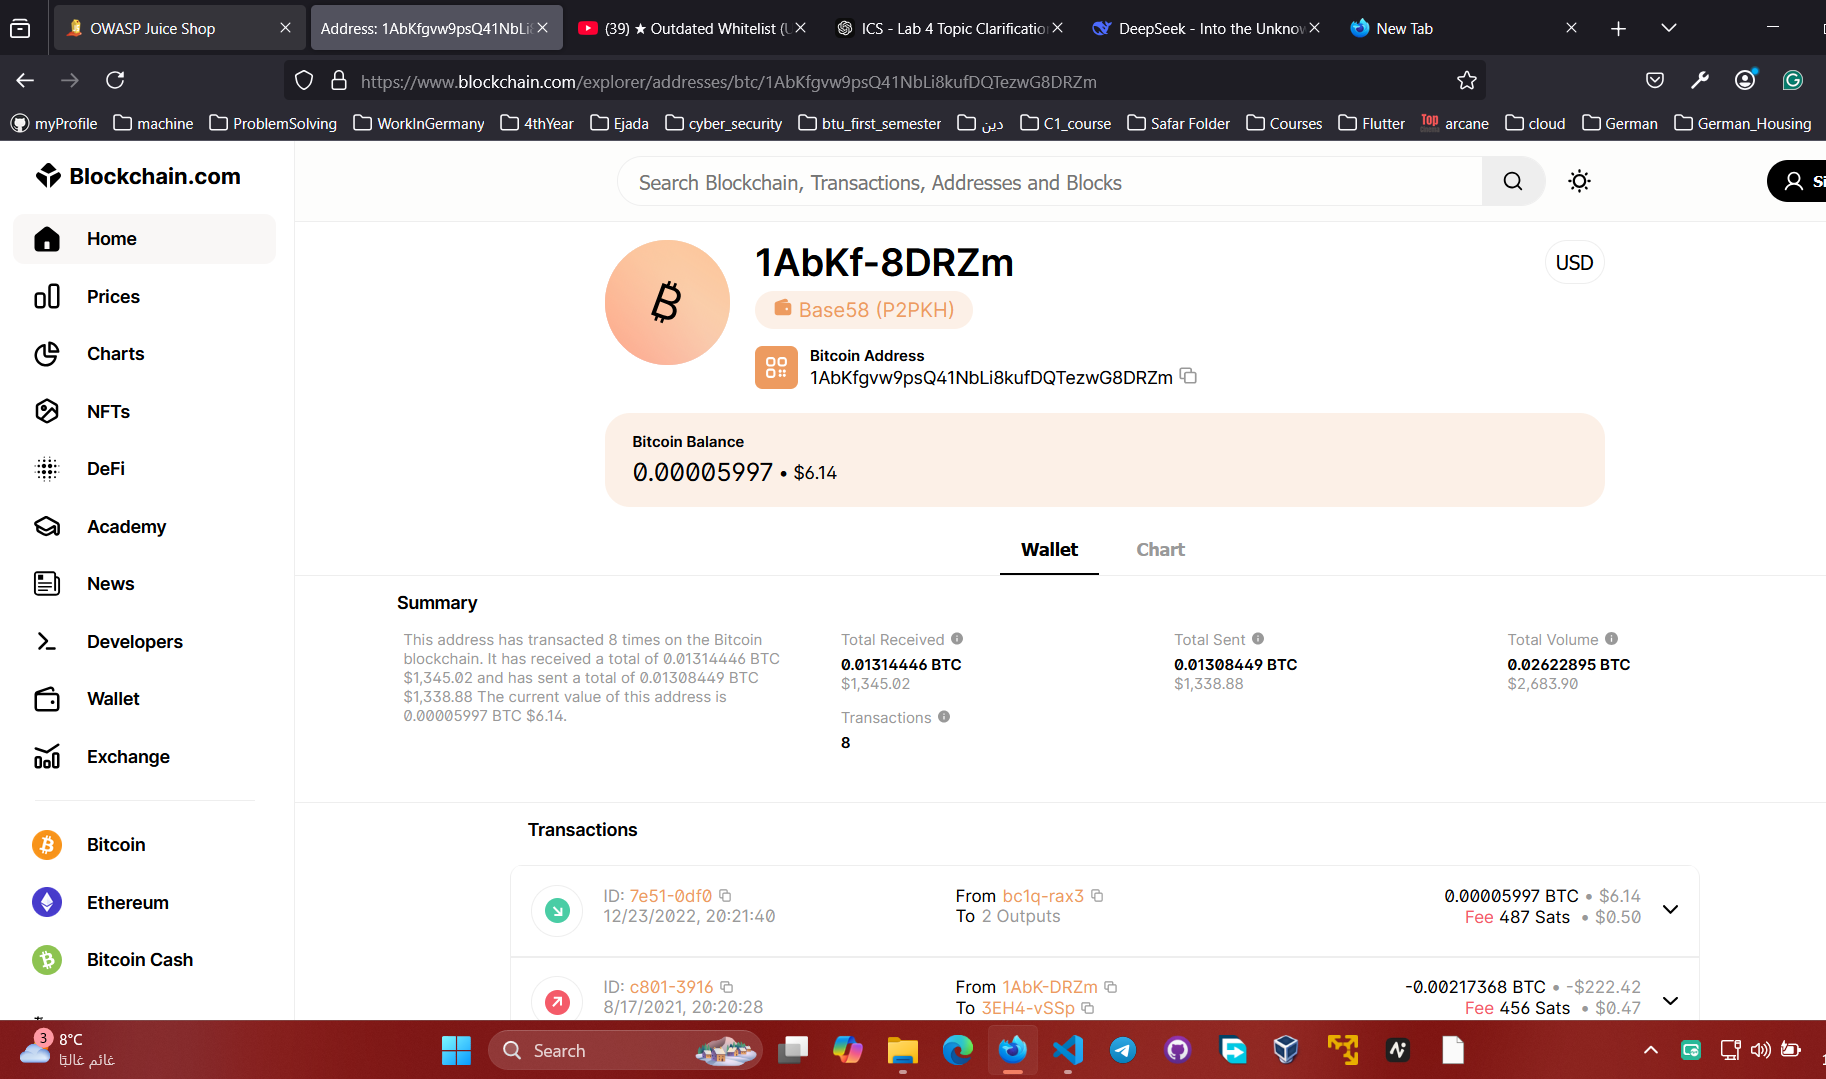 OWASP Juice Shop
Address: 1AbKfgvw9psQ41NbLi8
(39) ★ Outdated Whitelist (U
ICS - Lab 4 Topic Clarification
DeepSeek - Into the Unknow
New Tab
https://www.blockchain.com/explorer/addresses/btc/1AbKfgvw9psQ41NbLi8kufDQTezwG8DRZm
myProfile machine ProblemSolving WorkInGermany 4thYear Ejada cyber_security btu_first_semester دين C1_course Safar Folder Courses Flutter Top arcane cloud German German_Housing
Blockchain.com
Search Blockchain, Transactions, Addresses and Blocks
Si
Home
Prices
Charts
NFTs
DeFi
Academy
News
Developers
Wallet
Exchange
Bitcoin
Ethereum
Bitcoin Cash
1AbKf-8DRZm
USD
Base58 (P2PKH)
Bitcoin Address
1AbKfgvw9psQ41NbLi8kufDQTezwG8DRZm
Bitcoin Balance
0.00005997 • $6.14
Wallet Chart
Summary
This address has transacted 8 times on the Bitcoin
blockchain. It has received a total of 0.01314446 BTC
$1,345.02 and has sent a total of 0.01308449 BTC
$1,338.88 The current value of this address is
0.00005997 BTC $6.14.
Total Received
0.01314446 BTC
$1,345.02
Total Sent
0.01308449 BTC
$1,338.88
Total Volume
0.02622895 BTC
$2,683.90
Transactions
8
Transactions
ID: 7e51-0df0
12/23/2022, 20:21:40
From bc1q-rax3
To 2 Outputs
0.00005997 BTC • $6.14
Fee 487 Sats • $0.50
ID: c801-3916
8/17/2021, 20:20:28
From 1AbK-DRZm
To 3EH4-vSSp
-0.00217368 BTC • -$222.42
Fee 456 Sats • $0.47
3
8°C
غائم غالبًا
Search